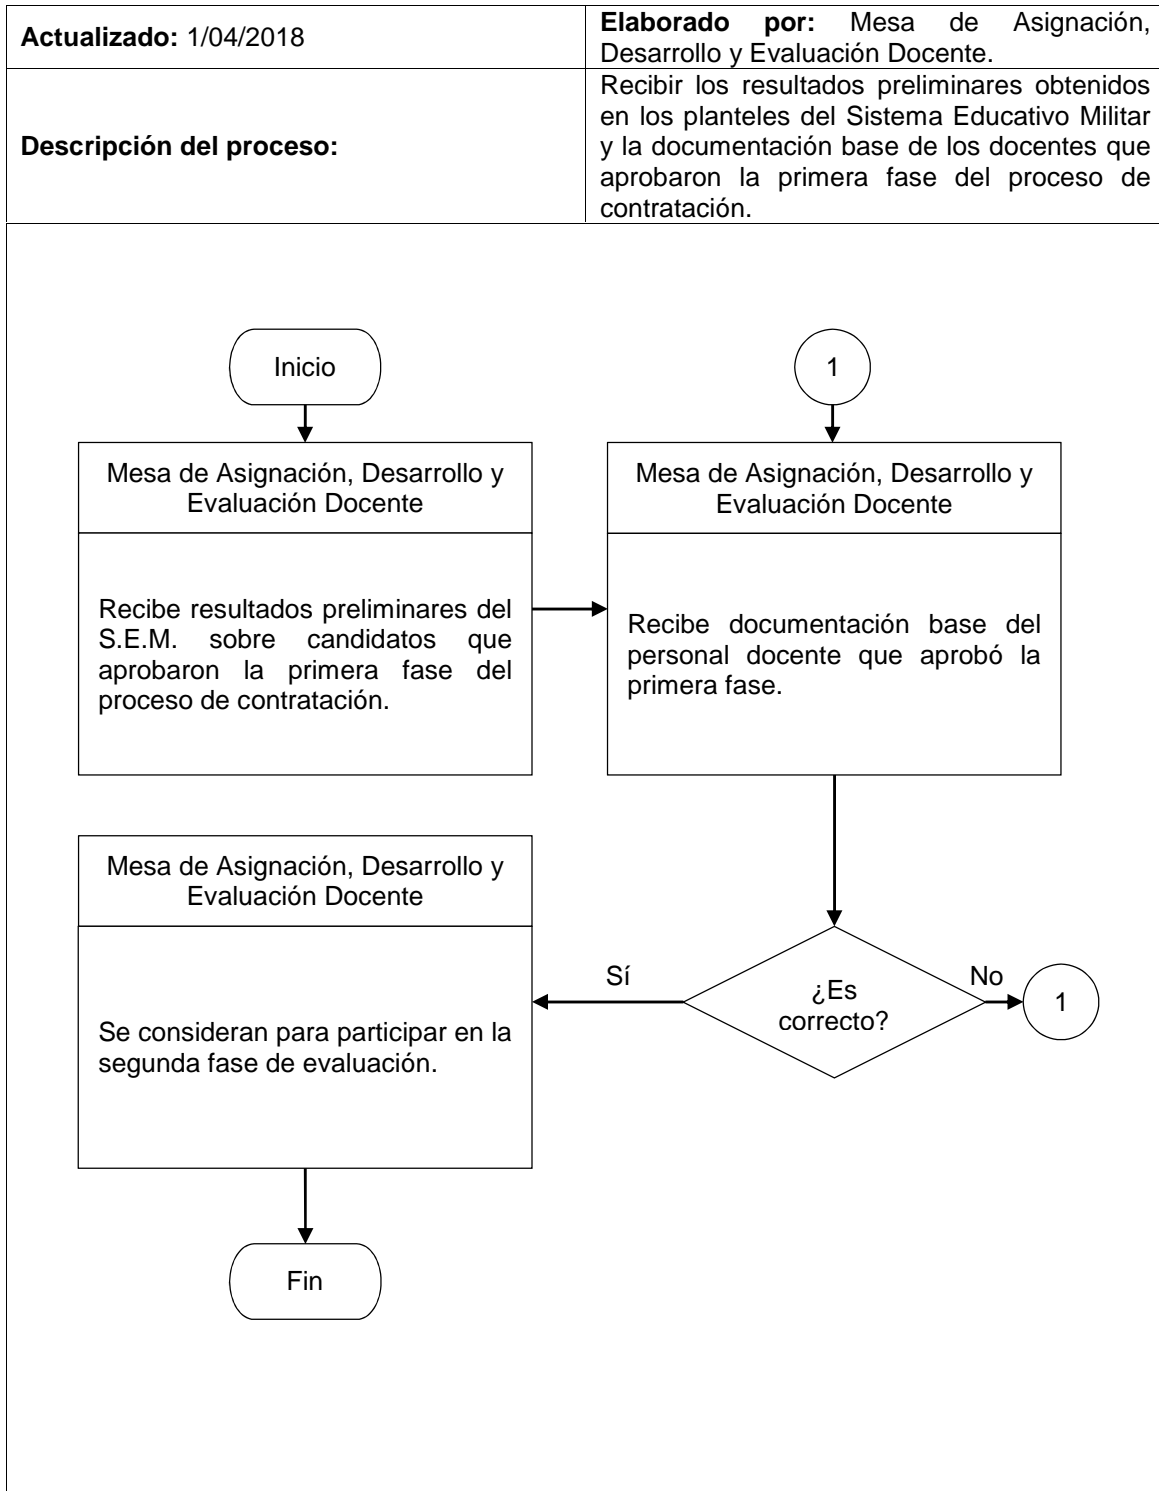 Actualizado: 1/04/2018
Elaborado por: Mesa de Asignación,
Desarrollo y Evaluación Docente.
Descripción del proceso:
Recibir los resultados preliminares obtenidos
en los planteles del Sistema Educativo Militar
y la documentación base de los docentes que
aprobaron la primera fase del proceso de
contratación.
Inicio
Mesa de Asignación, Desarrollo y
Evaluación Docente
Recibe resultados preliminares del
S.E.M. sobre candidatos que
aprobaron la primera fase del
proceso de contratación.
1
Mesa de Asignación, Desarrollo y
Evaluación Docente
Recibe documentación base del
personal docente que aprobó la
primera fase.
¿Es
correcto?
No
1
Sí
Mesa de Asignación, Desarrollo y
Evaluación Docente
Se consideran para participar en la
segunda fase de evaluación.
Fin